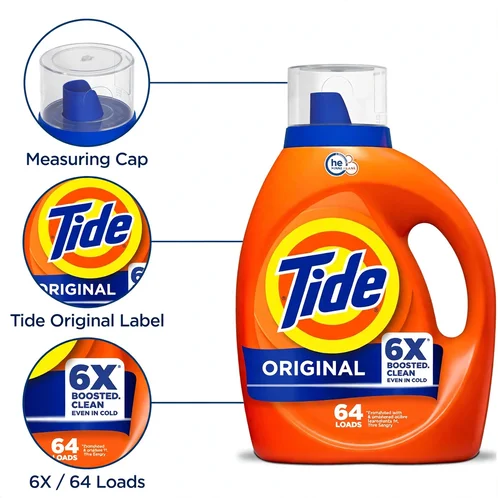 Measuring Cap
Tide
ORIGINAL
6
Tide Original Label
6X
BOOSTED.
CLEAN
EVEN IN COLD
64
LOADS
6X / 64 Loads
he
Tide
ORIGINAL
6X
BOOSTED.
CLEAN
EVEN IN COLD
64
LOADS